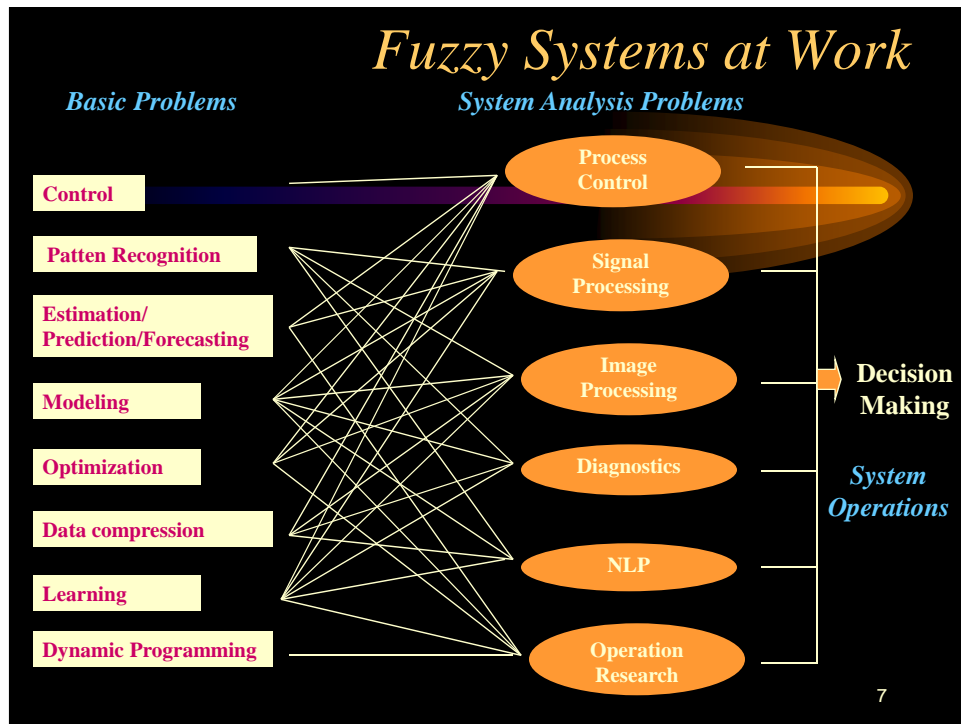 Fuzzy Systems at Work
Basic Problems
System Analysis Problems
Control
Patten Recognition
Estimation/
Prediction/Forecasting
Modeling
Optimization
Data compression
Learning
Dynamic Programming
Process
Control
Signal
Processing
Image
Processing
Diagnostics
NLP
Operation
Research
Decision
Making
System
Operations
7